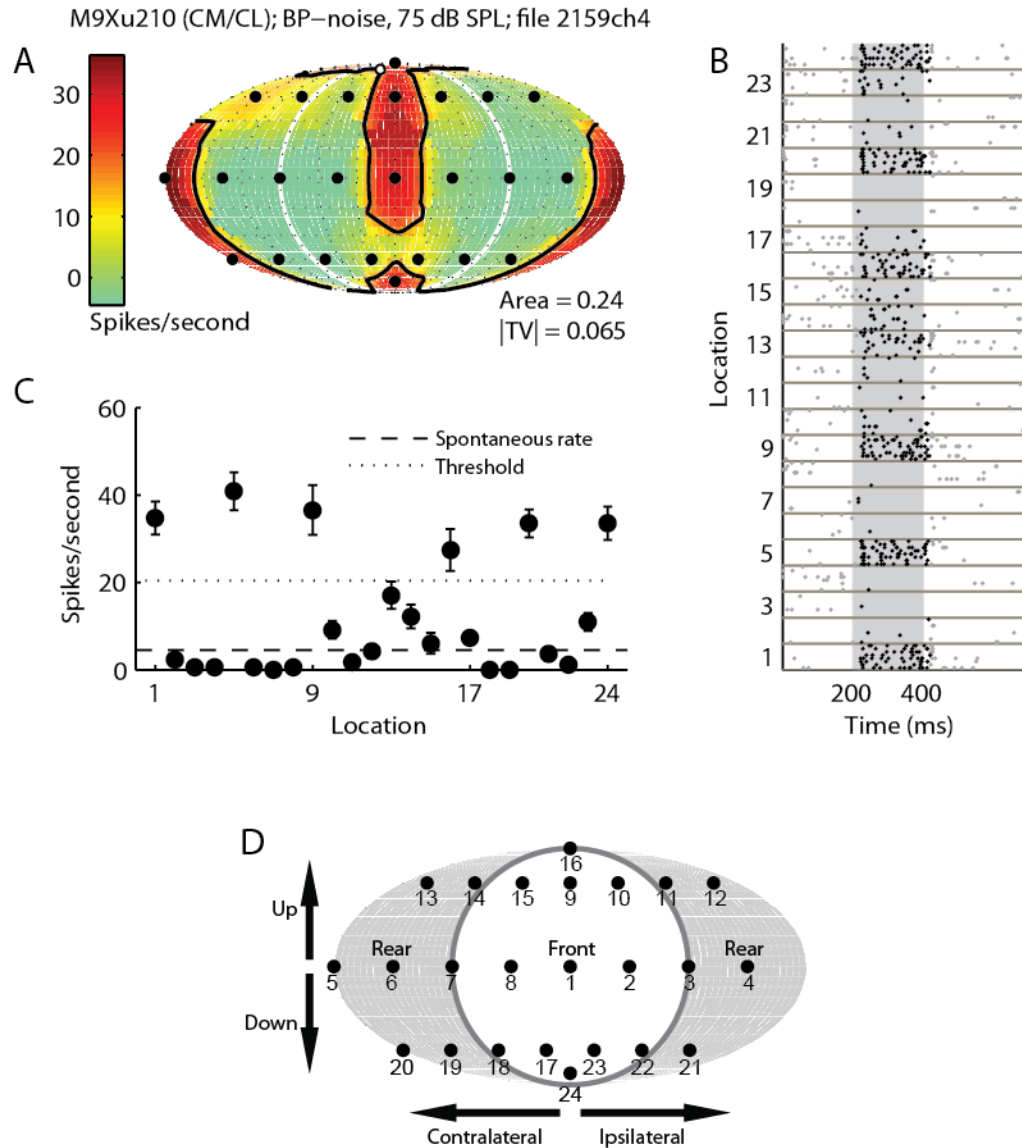 M9Xu210 (CM/CL); BP−noise, 75 dB SPL; file 2159ch4
A
30
20
10
0
Spikes/second
Area = 0.24
|TV| = 0.065
B
23
21
19
17
15
13
11
9
7
5
3
1
Location
200 400
Time (ms)
C
60
40
20
0
Spikes/second
Spontaneous rate
Threshold
1 9 17 24
Location
D
Up
Down
16
13 14 15 9 10 11 12
Rear Front Rear
5 6 7 8 1 2 3 4
20 19 18 17 23 22 21
24
Contralateral Ipsilateral